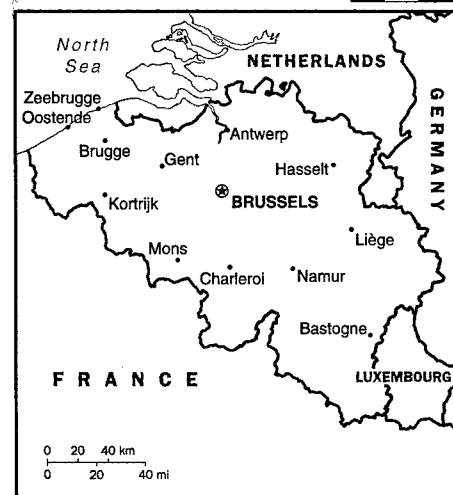 North
Sea
NETHERLANDS
GERMANY
Zeebrugge
Oostende
Antwerp
Brugge
Gent
Hasselt
BRUSSELS
Kortrijk
Liège
Mons
Charleroi
Namur
Bastogne
FRANCE
LUXEMBOURG
0 20 40 km
0 20 40 mi